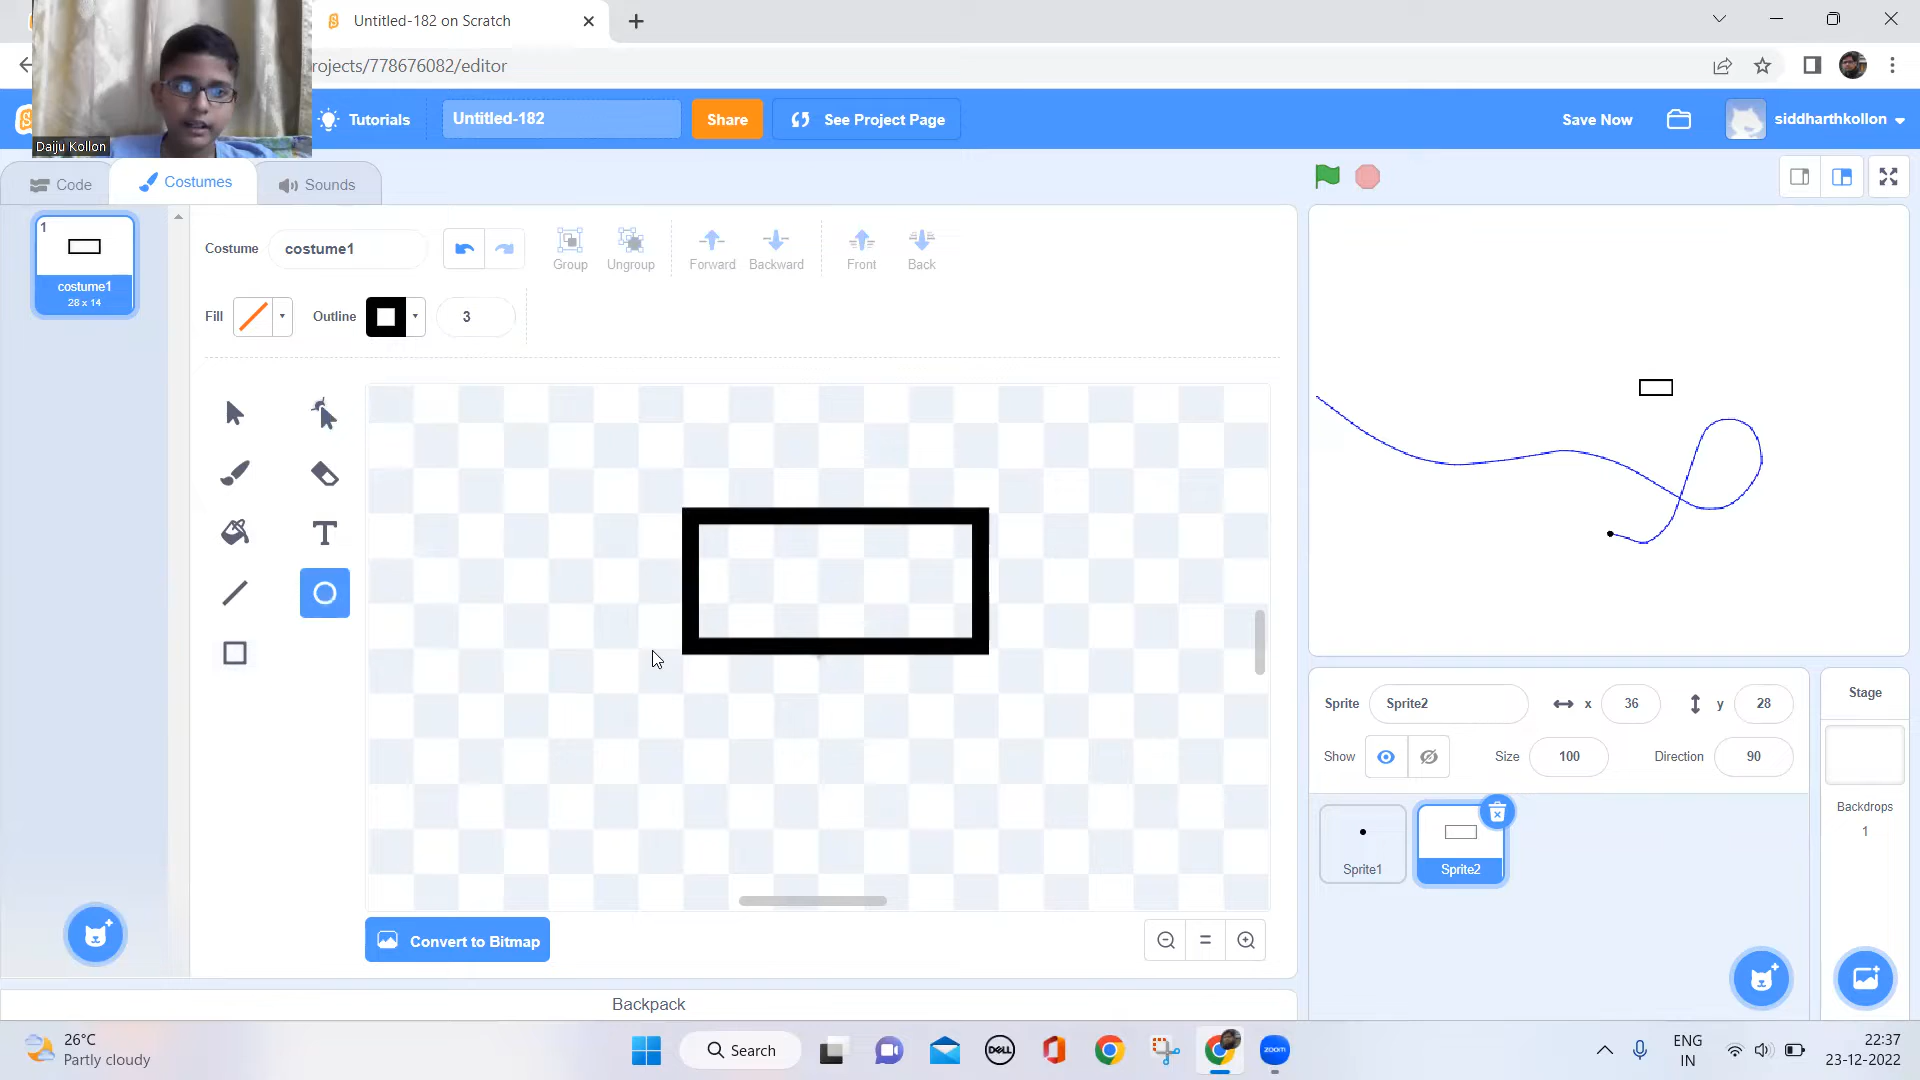 Untitled-182 on Scratch
rojects/778676082/editor
Daiju Kollon
Tutorials
Untitled-182
Share
See Project Page
Save Now
siddharthkollon
Code
Costumes
Sounds
1
costume1
28 x 14
Costume
costume1
Group
Ungroup
Forward
Backward
Front
Back
Fill
Outline
3
T
Convert to Bitmap
Backpack
Sprite
Sprite2
x
36
y
28
Show
Size
100
Direction
90
Sprite1
Sprite2
Stage
Backdrops
1
26°C
Partly cloudy
Search
DELL
zoom
ENG
IN
22:37
23-12-2022